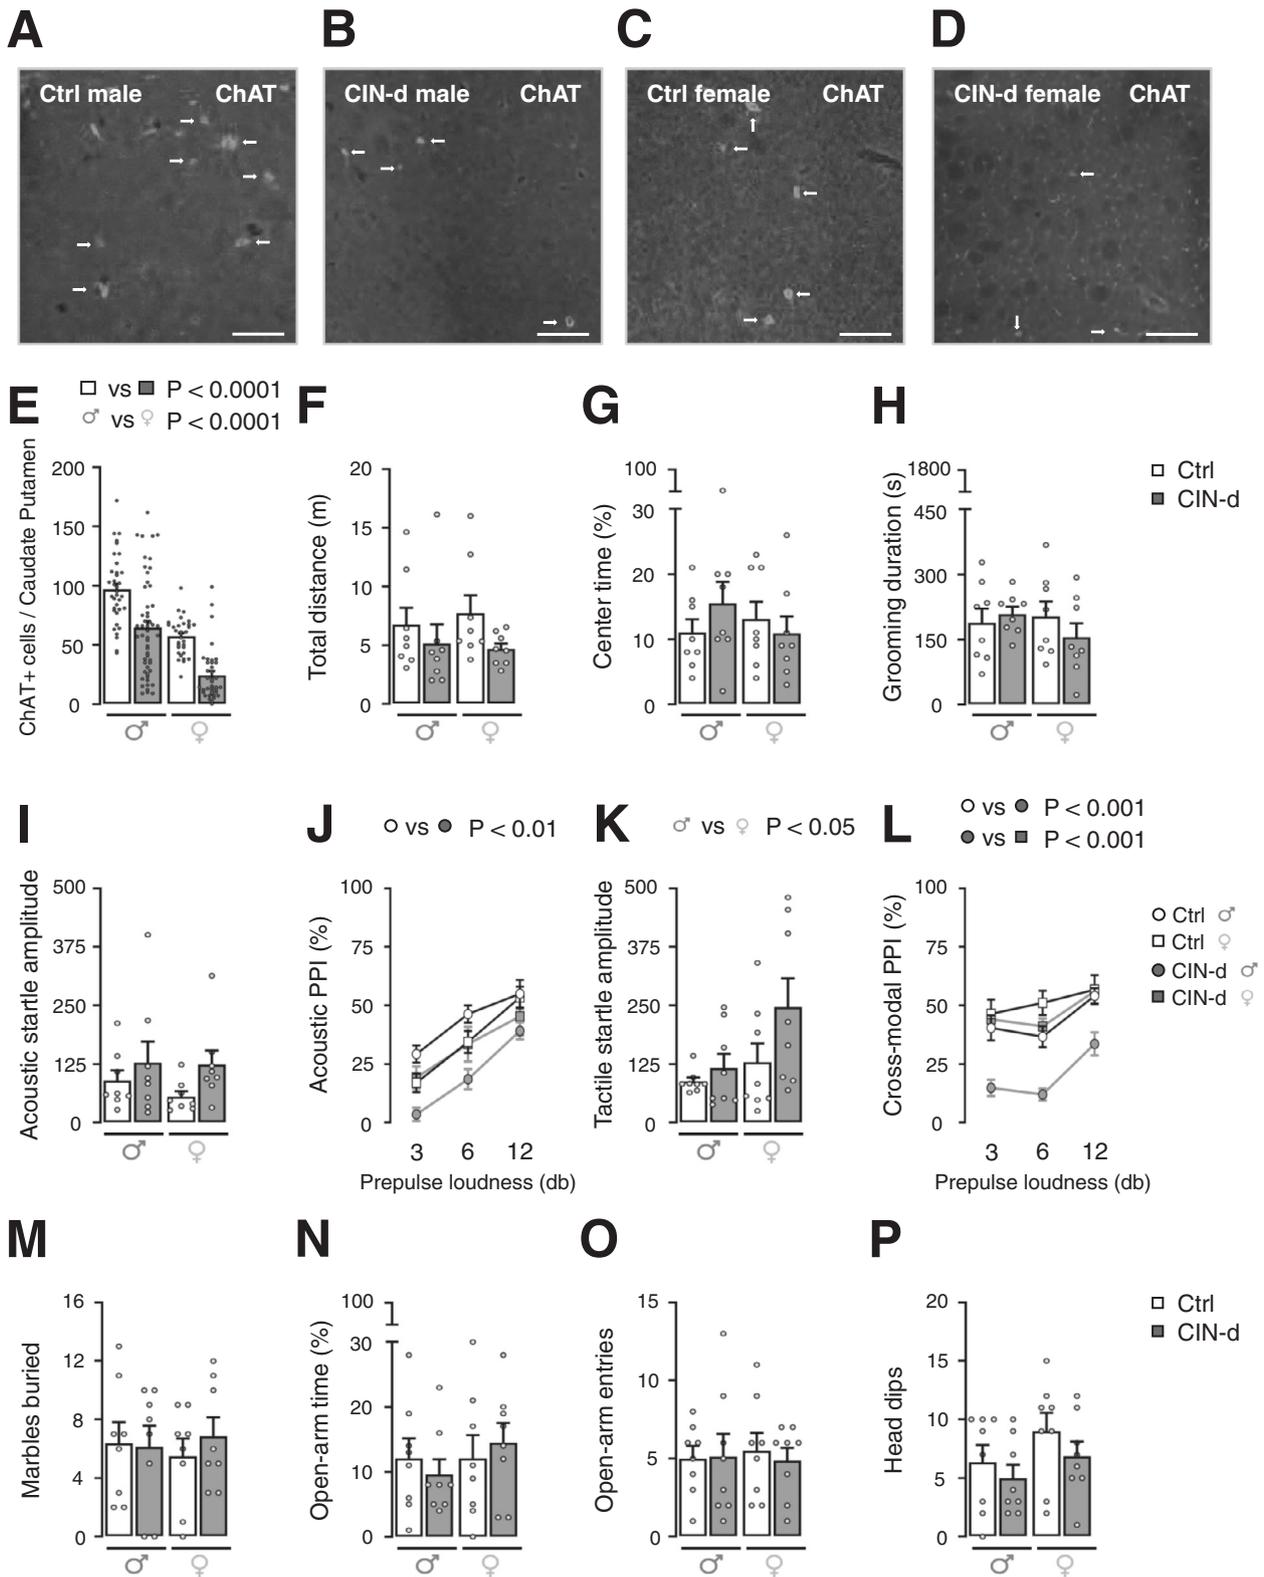 A
B
C
D
Ctrl male ChAT
CIN-d male ChAT
Ctrl female ChAT
CIN-d female ChAT
E
vs P < 0.0001
♂ vs ♀ P < 0.0001
ChAT+ cells / Caudate Putamen
200
150
100
50
0
♂ ♀
F
Total distance (m)
20
15
10
5
0
♂ ♀
G
Center time (%)
100
30
20
10
0
♂ ♀
H
Grooming duration (s)
1800
450
300
150
0
♂ ♀
Ctrl
CIN-d
I
Acoustic startle amplitude
500
375
250
125
0
♂ ♀
J
vs P < 0.01
Acoustic PPI (%)
100
75
50
25
0
3 6 12
Prepulse loudness (db)
K
♂ vs ♀ P < 0.05
Tactile startle amplitude
500
375
250
125
0
♂ ♀
L
vs P < 0.001
vs P < 0.001
Cross-modal PPI (%)
100
75
50
25
0
3 6 12
Prepulse loudness (db)
Ctrl ♂
Ctrl ♀
CIN-d ♂
CIN-d ♀
M
Marbles buried
16
12
8
4
0
♂ ♀
N
Open-arm time (%)
100
30
20
10
0
♂ ♀
O
Open-arm entries
15
10
5
0
♂ ♀
P
Head dips
20
15
10
5
0
♂ ♀
Ctrl
CIN-d